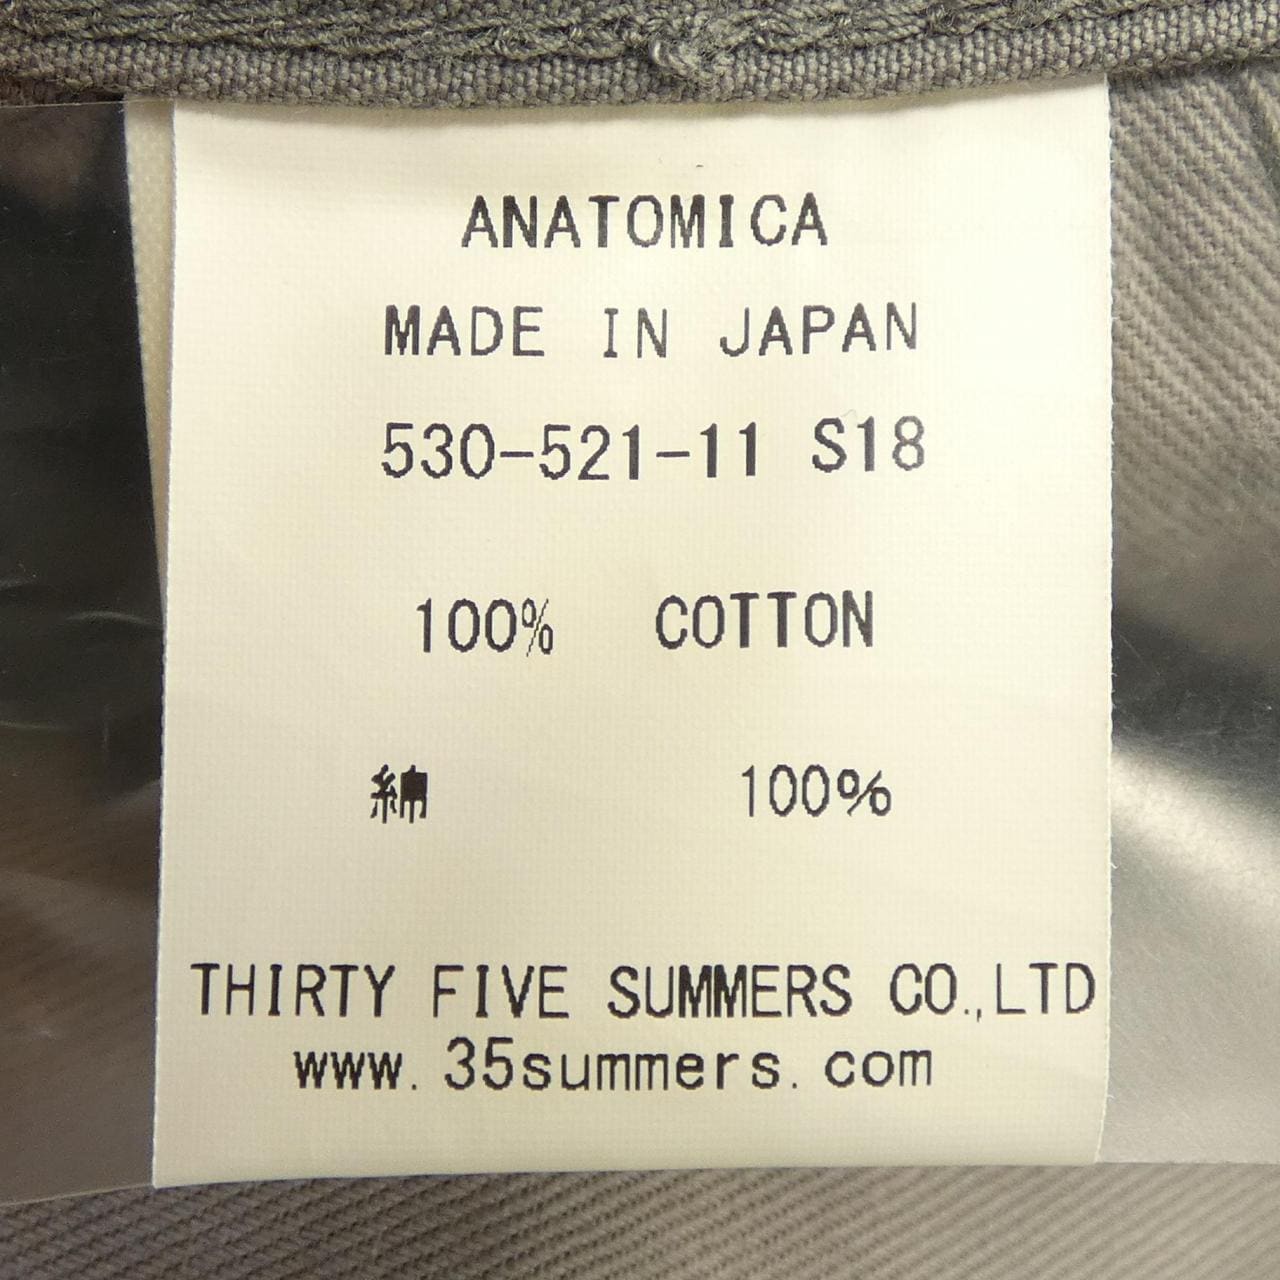 ANATOMICA
MADE IN JAPAN
530-521-11 S18
100% COTTON
綿 100%
THIRTY FIVE SUMMERS CO.,LTD
www.35summers.com